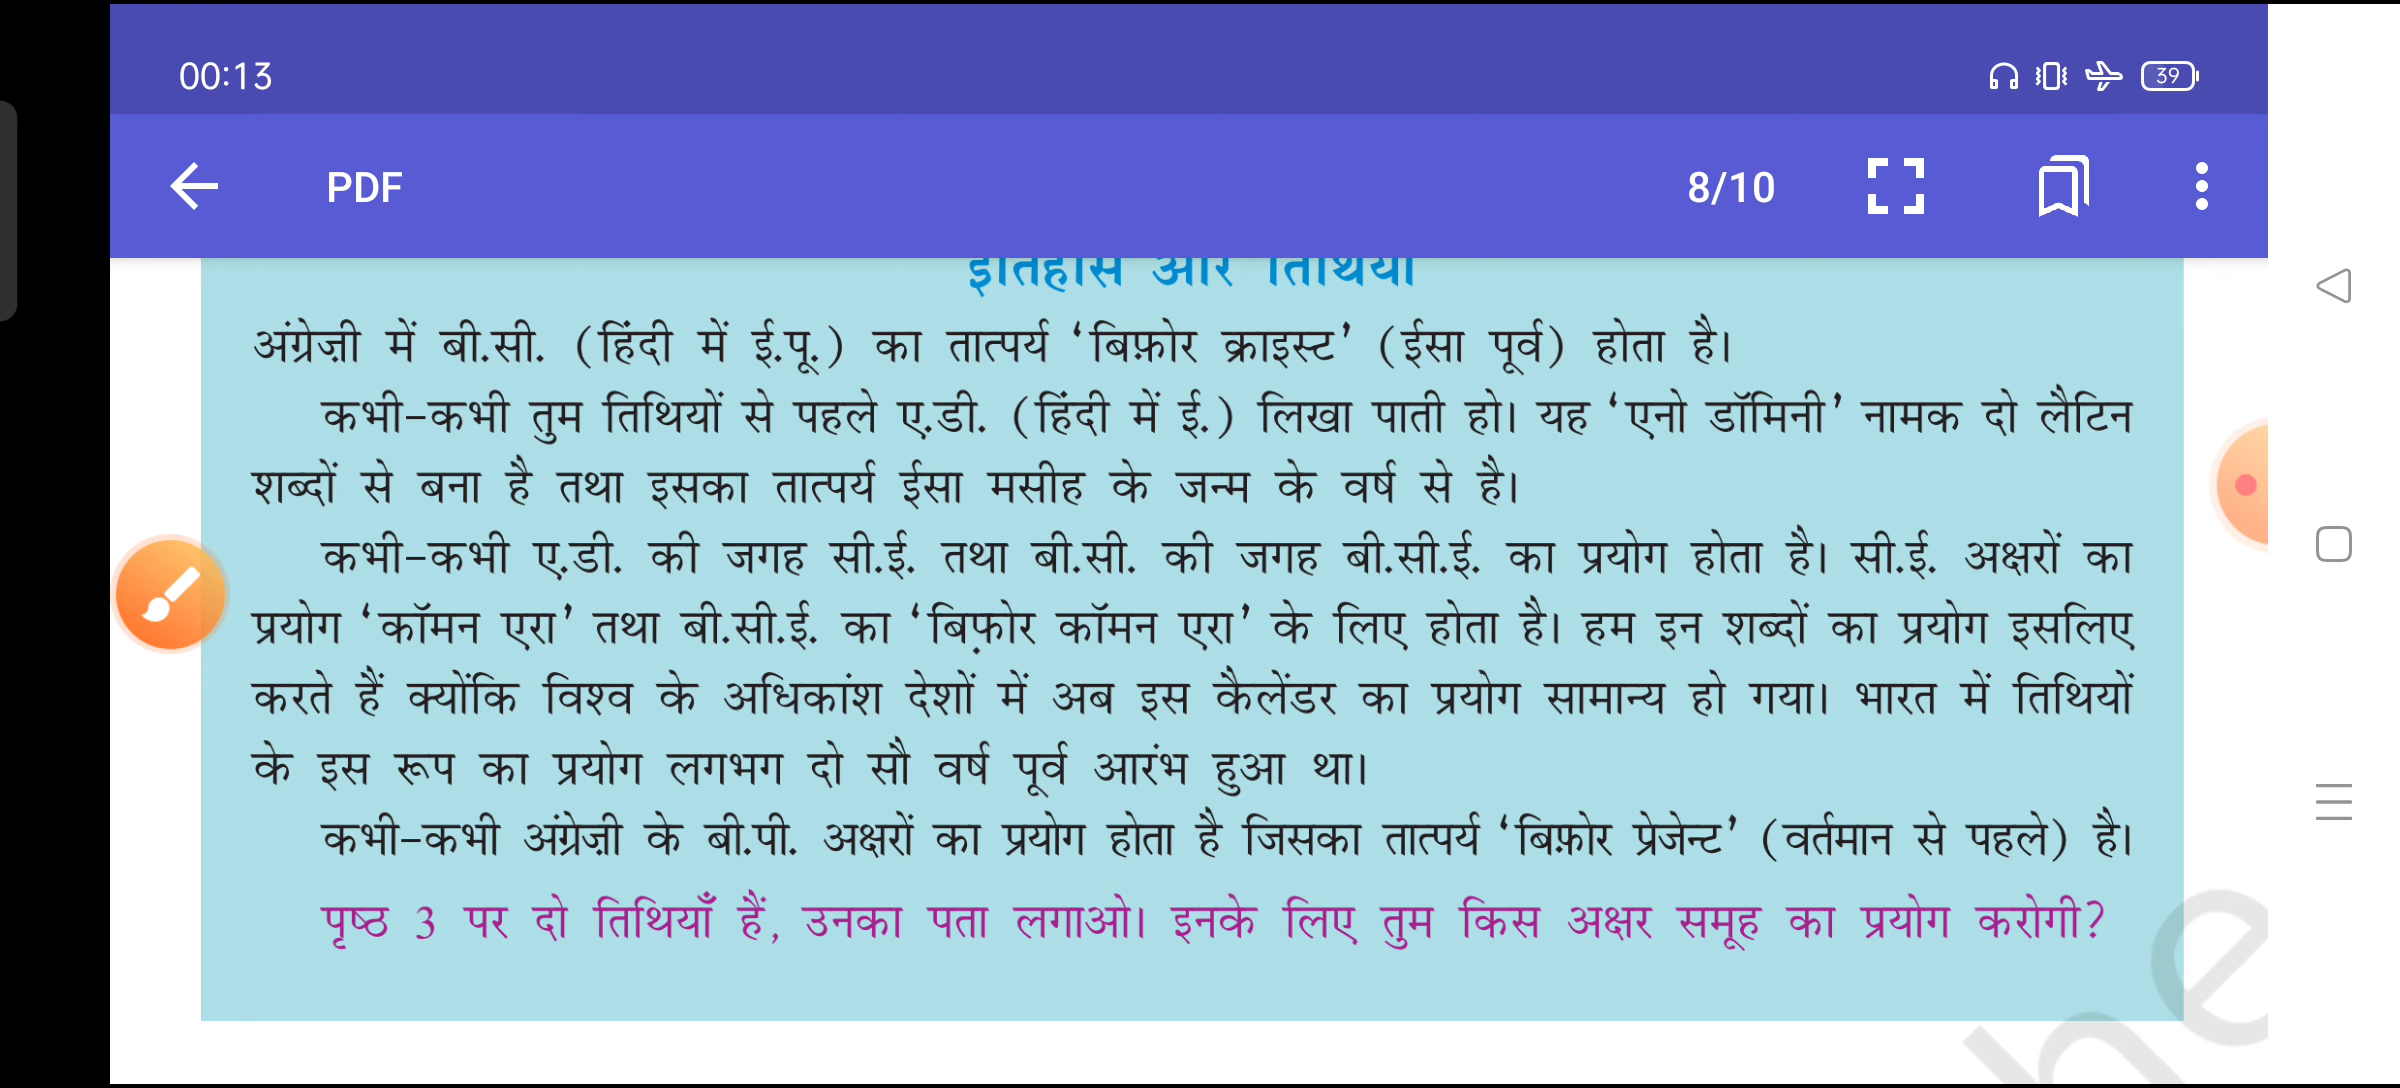 00:13
39
PDF
8/10
इतिहास और तिथियाँ
अंग्रेज़ी में बी.सी. (हिंदी में ई.पू.) का तात्पर्य ‘बिफ़ोर क्राइस्ट’ (ईसा पूर्व) होता है।
कभी-कभी तुम तिथियों से पहले ए.डी. (हिंदी में ई.) लिखा पाती हो। यह ‘एनो डॉमिनी’ नामक दो लैटिन
शब्दों से बना है तथा इसका तात्पर्य ईसा मसीह के जन्म के वर्ष से है।
कभी-कभी ए.डी. की जगह सी.ई. तथा बी.सी. की जगह बी.सी.ई. का प्रयोग होता है। सी.ई. अक्षरों का
प्रयोग ‘कॉमन एरा’ तथा बी.सी.ई. का ‘बिफ़ोर कॉमन एरा’ के लिए होता है। हम इन शब्दों का प्रयोग इसलिए
करते हैं क्योंकि विश्व के अधिकांश देशों में अब इस कैलेंडर का प्रयोग सामान्य हो गया। भारत में तिथियों
के इस रूप का प्रयोग लगभग दो सौ वर्ष पूर्व आरंभ हुआ था।
कभी-कभी अंग्रेज़ी के बी.पी. अक्षरों का प्रयोग होता है जिसका तात्पर्य ‘बिफ़ोर प्रेजेन्ट’ (वर्तमान से पहले) है।
पृष्ठ 3 पर दो तिथियाँ हैं, उनका पता लगाओ। इनके लिए तुम किस अक्षर समूह का प्रयोग करोगी?
he